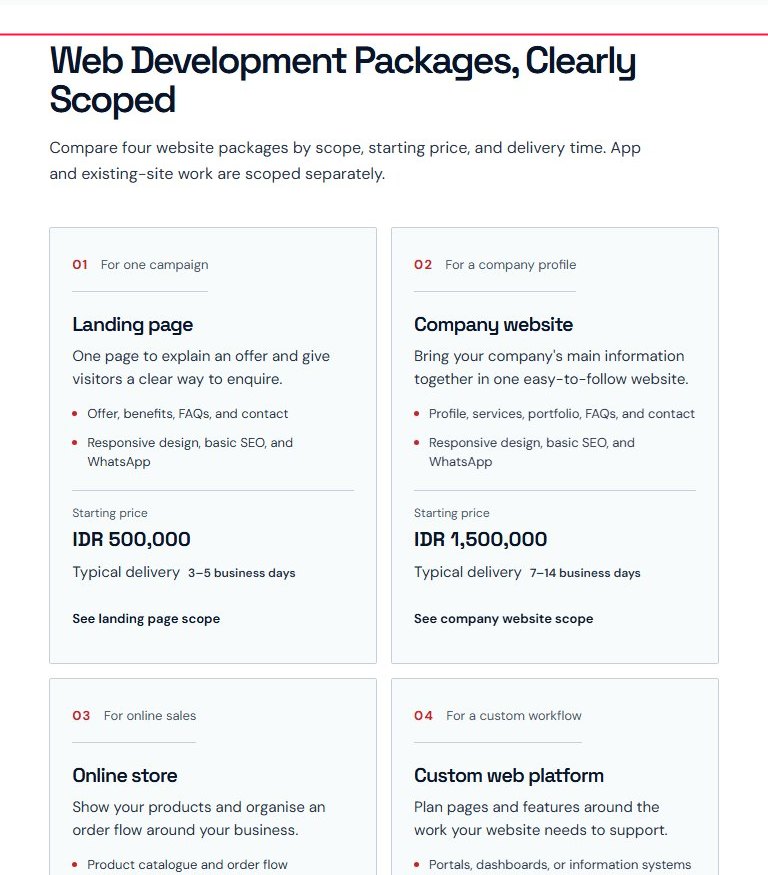 Web Development Packages, Clearly
Scoped
Compare four website packages by scope, starting price, and delivery time. App
and existing-site work are scoped separately.
01 For one campaign
Landing page
One page to explain an offer and give
visitors a clear way to enquire.
Offer, benefits, FAQs, and contact
Responsive design, basic SEO, and
WhatsApp
Starting price
IDR 500,000
Typical delivery 3–5 business days
See landing page scope
02 For a company profile
Company website
Bring your company's main information
together in one easy-to-follow website.
Profile, services, portfolio, FAQs, and contact
Responsive design, basic SEO, and
WhatsApp
Starting price
IDR 1,500,000
Typical delivery 7–14 business days
See company website scope
03 For online sales
Online store
Show your products and organise an
order flow around your business.
Product catalogue and order flow
04 For a custom workflow
Custom web platform
Plan pages and features around the
work your website needs to support.
Portals, dashboards, or information systems